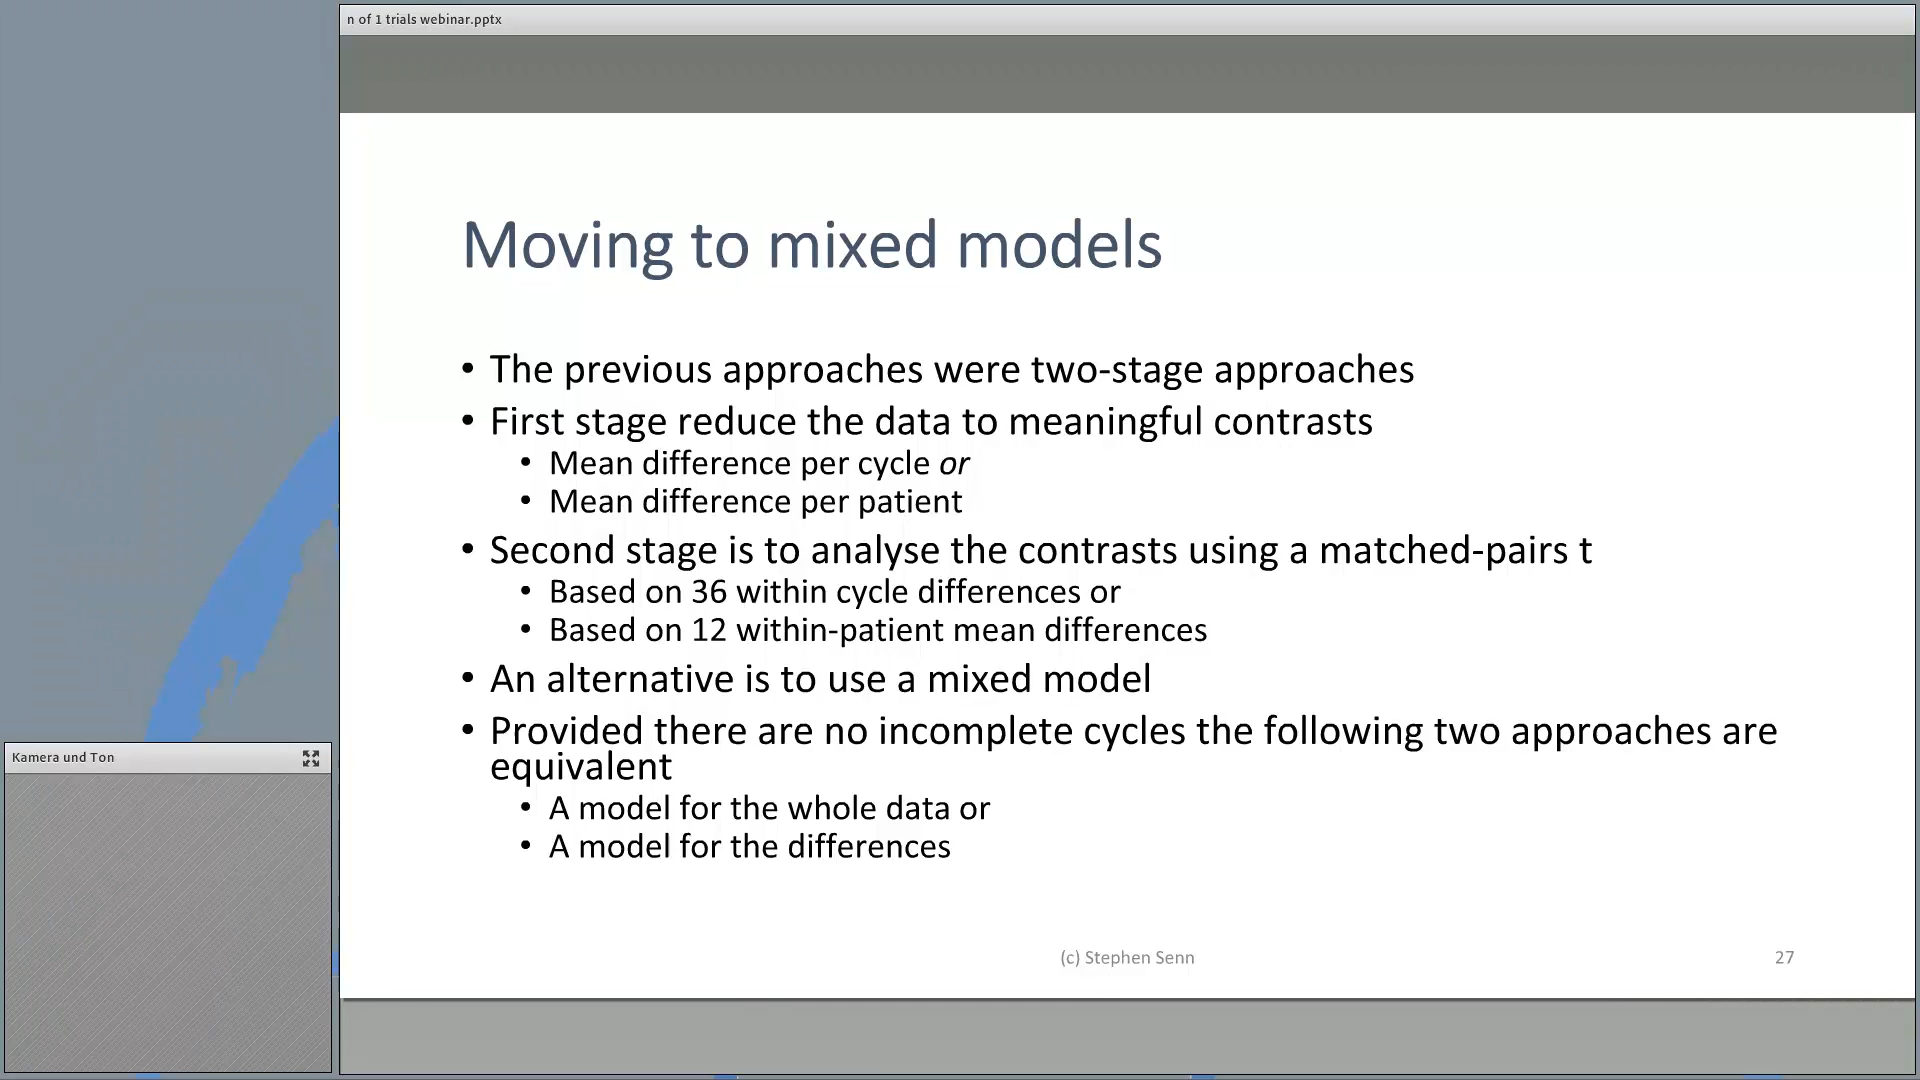 n of 1 trials webinar.pptx
Moving to mixed models
• The previous approaches were two-stage approaches
• First stage reduce the data to meaningful contrasts
• Mean difference per cycle or
• Mean difference per patient
• Second stage is to analyse the contrasts using a matched-pairs t
• Based on 36 within cycle differences or
• Based on 12 within-patient mean differences
• An alternative is to use a mixed model
• Provided there are no incomplete cycles the following two approaches are
equivalent
• A model for the whole data or
• A model for the differences
Kamera und Ton
(c) Stephen Senn
27